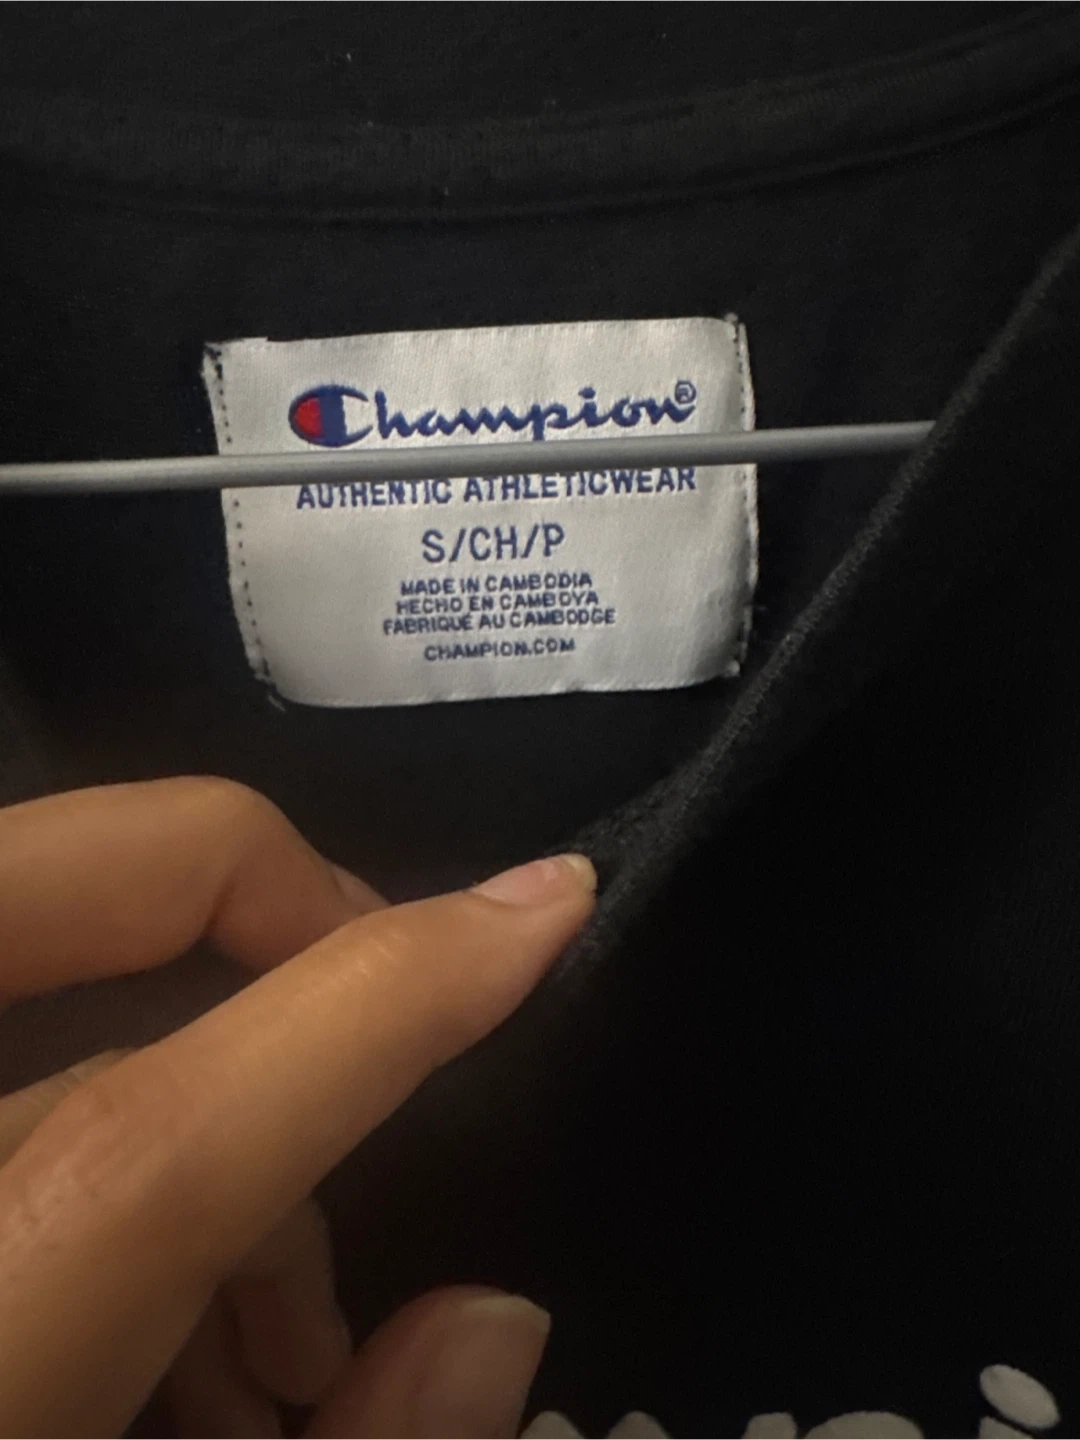 Champion®
AUTHENTIC ATHLETICWEAR
S/CH/P
MADE IN CAMBODIA
HECHO EN CAMBOYA
FABRIQUÉ AU CAMBODGE
CHAMPION.COM